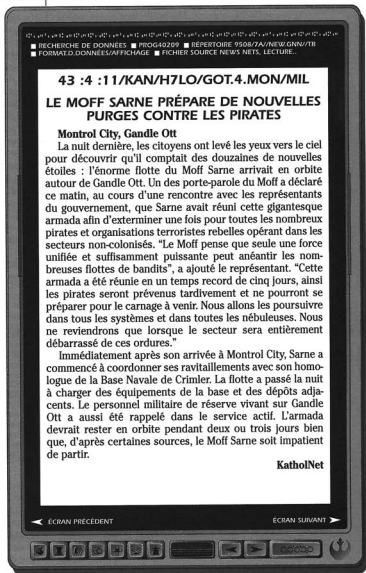 ■ RECHERCHE DE DONNÉES ■ PROG40209 ■ RÉPERTOIRE 9508/7A//NEW.GNN//TB
■ FORMAT.D.DONNÉES/AFFICHAGE ■ FICHIER SOURCE NEWS NETS, LECTURE..
43 :4 :11/KAN/H7LO/GOT.4.MON/MIL
LE MOFF SARNE PRÉPARE DE NOUVELLES
PURGES CONTRE LES PIRATES
Montrol City, Gandle Ott
La nuit dernière, les citoyens ont levé les yeux vers le ciel
pour découvrir qu'il comptait des douzaines de nouvelles
étoiles : l'énorme flotte du Moff Sarne arrivait en orbite
autour de Gandle Ott. Un des porte-parole du Moff a déclaré
ce matin, au cours d'une rencontre avec les représentants
du gouvernement, que Sarne avait réuni cette gigantesque
armada afin d'exterminer une fois pour toutes les nombreux
pirates et organisations terroristes rebelles opérant dans les
secteurs non-colonisés. "Le Moff pense que seule une force
unifiée et suffisamment puissante peut anéantir les nom-
breuses flottes de bandits", a ajouté le représentant. "Cette
armada a été réunie en un temps record de cinq jours, ainsi
les pirates seront prévenus tardivement et ne pourront se
préparer pour le carnage à venir. Nous allons les poursuivre
dans tous les systèmes et dans toutes les nébuleuses. Nous
ne reviendrons que lorsque le secteur sera entièrement
débarrassé de ces ordures."
Immédiatement après son arrivée à Montrol City, Sarne a
commencé à coordonner ses ravitaillements avec son homo-
logue de la Base Navale de Crimler. La flotte a passé la nuit
à charger des équipements de la base et des dépôts adja-
cents. Le personnel militaire de réserve vivant sur Gandle
Ott a aussi été rappelé dans le service actif. L'armada
devrait rester en orbite pendant deux ou trois jours bien
que, d'après certaines sources, le Moff Sarne soit impatient
de partir.
KatholNet
ÉCRAN PRÉCÉDENT ÉCRAN SUIVANT